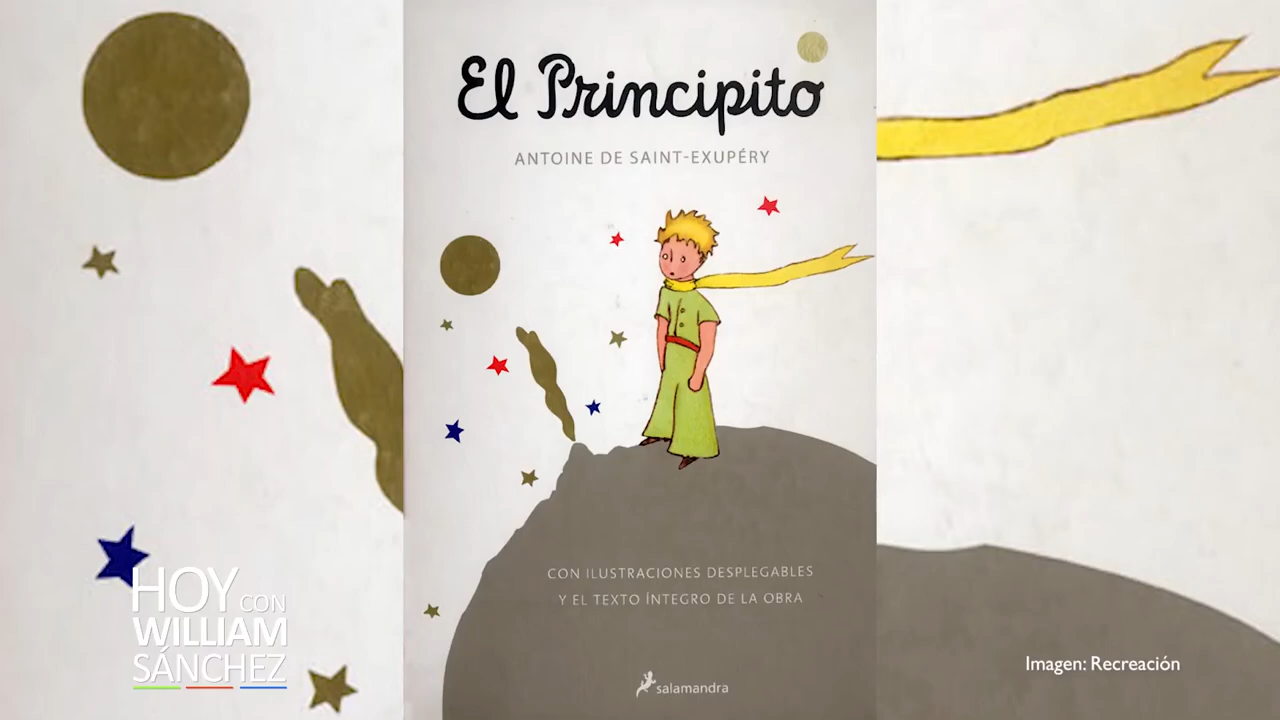 El Principito
ANTOINE DE SAINT-EXUPÉRY
CON ILUSTRACIONES DESPLEGABLES
Y EL TEXTO ÍNTEGRO DE LA OBRA
salamandra
HOY CON
WILLIAM
SÁNCHEZ
Imagen: Recreación